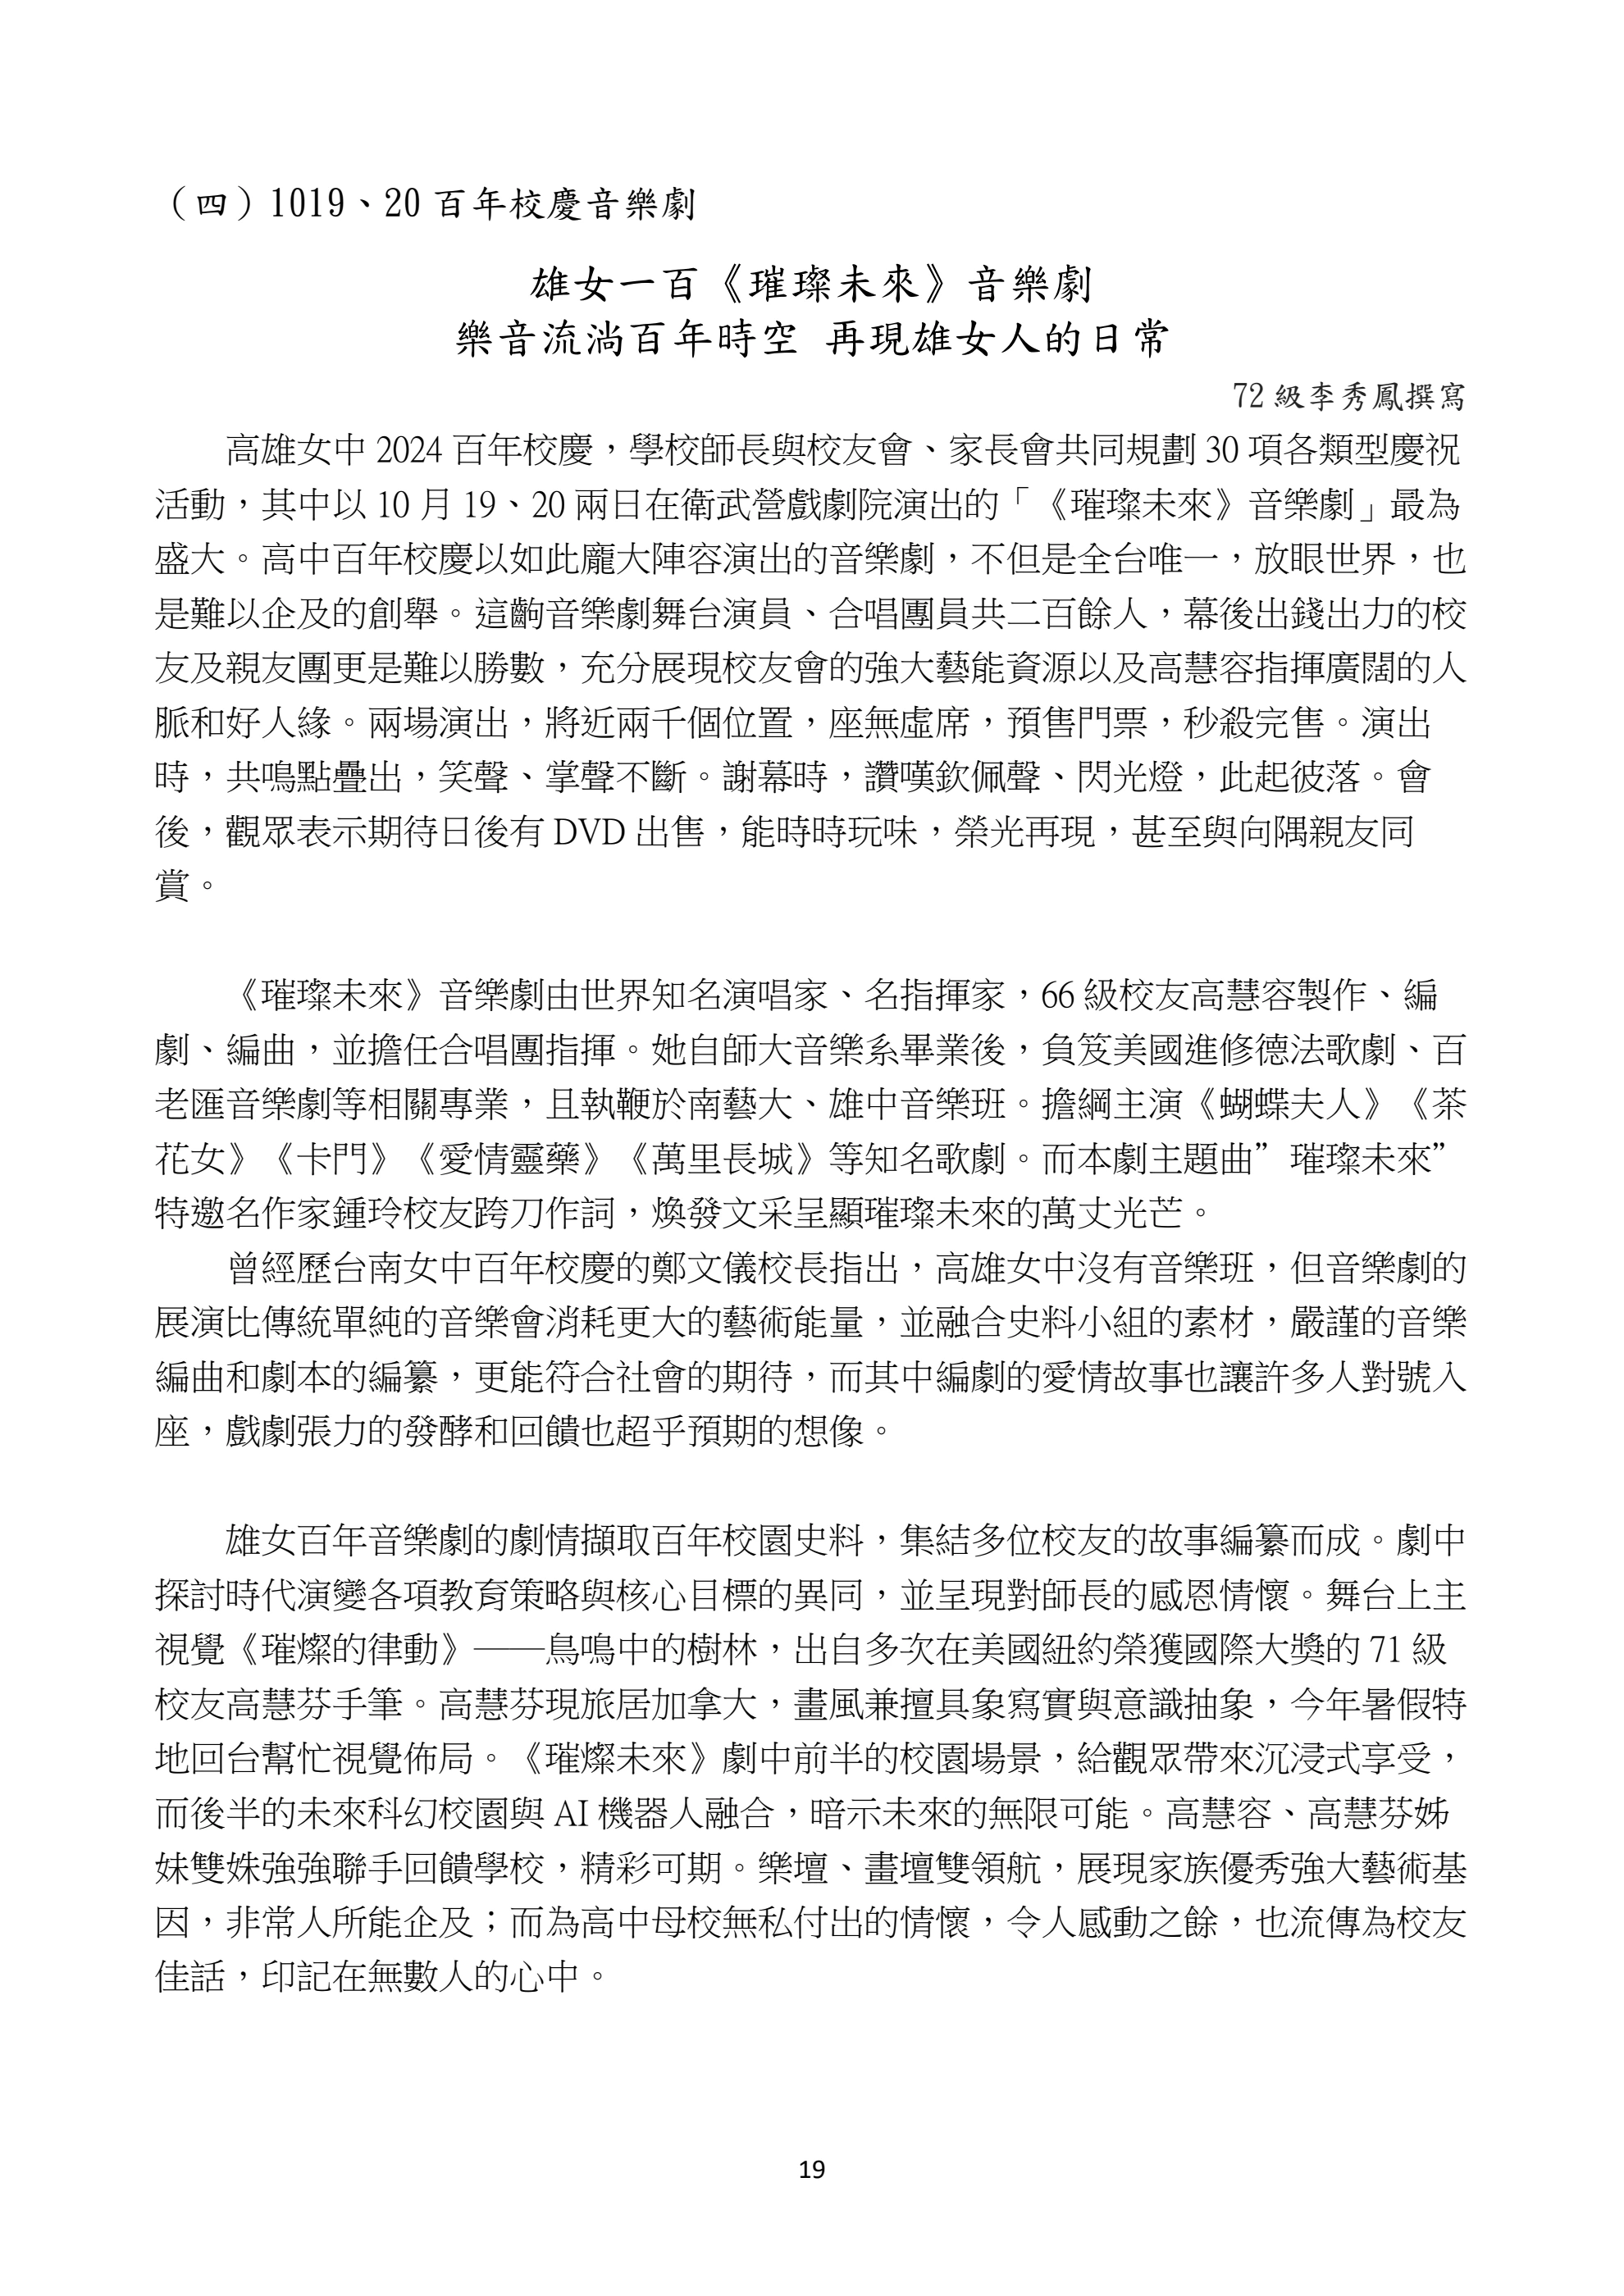 （四）1019、20 百年校慶音樂劇
雄女一百《璀璨未來》音樂劇
樂音流淌百年時空 再現雄女人的日常
72 級李秀鳳撰寫
高雄女中 2024 百年校慶，學校師長與校友會、家長會共同規劃 30 項各類型慶祝
活動，其中以 10 月 19、20 兩日在衛武營戲劇院演出的「《璀璨未來》音樂劇」最為
盛大。高中百年校慶以如此龐大陣容演出的音樂劇，不但是全台唯一，放眼世界，也
是難以企及的創舉。這齣音樂劇舞台演員、合唱團員共二百餘人，幕後出錢出力的校
友及親友團更是難以勝數，充分展現校友會的強大藝能資源以及高慧容指揮廣闊的人
脈和好人緣。兩場演出，將近兩千個位置，座無虛席，預售門票，秒殺完售。演出
時，共鳴點疊出，笑聲、掌聲不斷。謝幕時，讚嘆欽佩聲、閃光燈，此起彼落。會
後，觀眾表示期待日後有 DVD 出售，能時時玩味，榮光再現，甚至與向隅親友同
賞。
《璀璨未來》音樂劇由世界知名演唱家、名指揮家，66 級校友高慧容製作、編
劇、編曲，並擔任合唱團指揮。她自師大音樂系畢業後，負笈美國進修德法歌劇、百
老匯音樂劇等相關專業，且執鞭於南藝大、雄中音樂班。擔綱主演《蝴蝶夫人》《茶
花女》《卡門》《愛情靈藥》《萬里長城》等知名歌劇。而本劇主題曲”璀璨未來”
特邀名作家鍾玲校友跨刀作詞，煥發文采呈顯璀璨未來的萬丈光芒。
曾經歷台南女中百年校慶的鄭文儀校長指出，高雄女中沒有音樂班，但音樂劇的
展演比傳統單純的音樂會消耗更大的藝術能量，並融合史料小組的素材，嚴謹的音樂
編曲和劇本的編纂，更能符合社會的期待，而其中編劇的愛情故事也讓許多人對號入
座，戲劇張力的發酵和回饋也超乎預期的想像。
雄女百年音樂劇的劇情擷取百年校園史料，集結多位校友的故事編纂而成。劇中
探討時代演變各項教育策略與核心目標的異同，並呈現對師長的感恩情懷。舞台上主
視覺《璀燦的律動》——鳥鳴中的樹林，出自多次在美國紐約榮獲國際大獎的 71 級
校友高慧芬手筆。高慧芬現旅居加拿大，畫風兼擅具象寫實與意識抽象，今年暑假特
地回台幫忙視覺佈局。《璀燦未來》劇中前半的校園場景，給觀眾帶來沉浸式享受，
而後半的未來科幻校園與 AI 機器人融合，暗示未來的無限可能。高慧容、高慧芬姊
妹雙姝強強聯手回饋學校，精彩可期。樂壇、畫壇雙領航，展現家族優秀強大藝術基
因，非常人所能企及；而為高中母校無私付出的情懷，令人感動之餘，也流傳為校友
佳話，印記在無數人的心中。
19